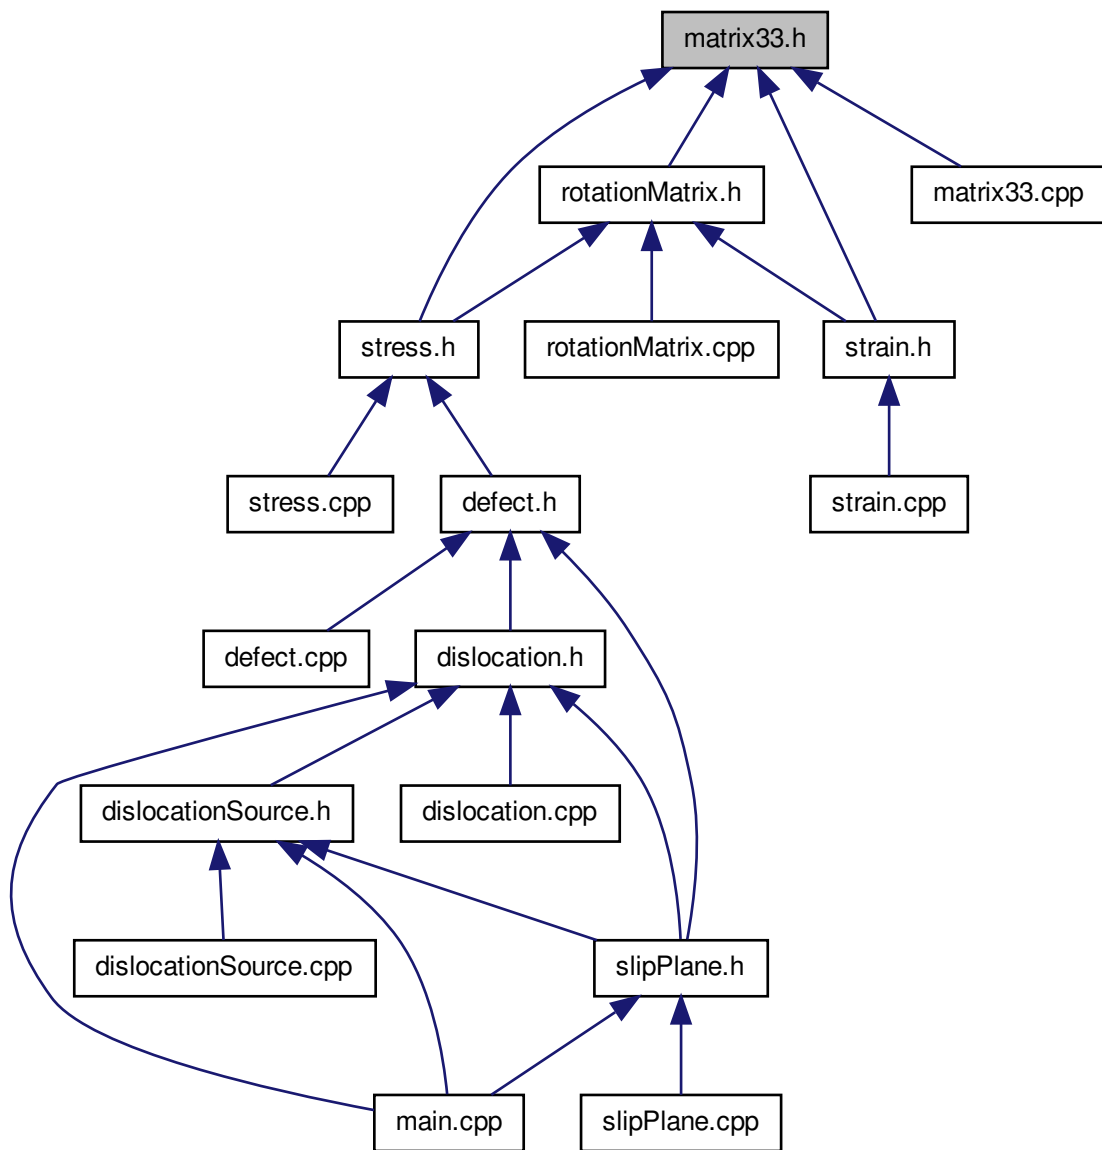 matrix33.h
rotationMatrix.h
matrix33.cpp
stress.h
rotationMatrix.cpp
strain.h
stress.cpp
defect.h
strain.cpp
defect.cpp
dislocation.h
dislocationSource.h
dislocation.cpp
dislocationSource.cpp
slipPlane.h
main.cpp
slipPlane.cpp